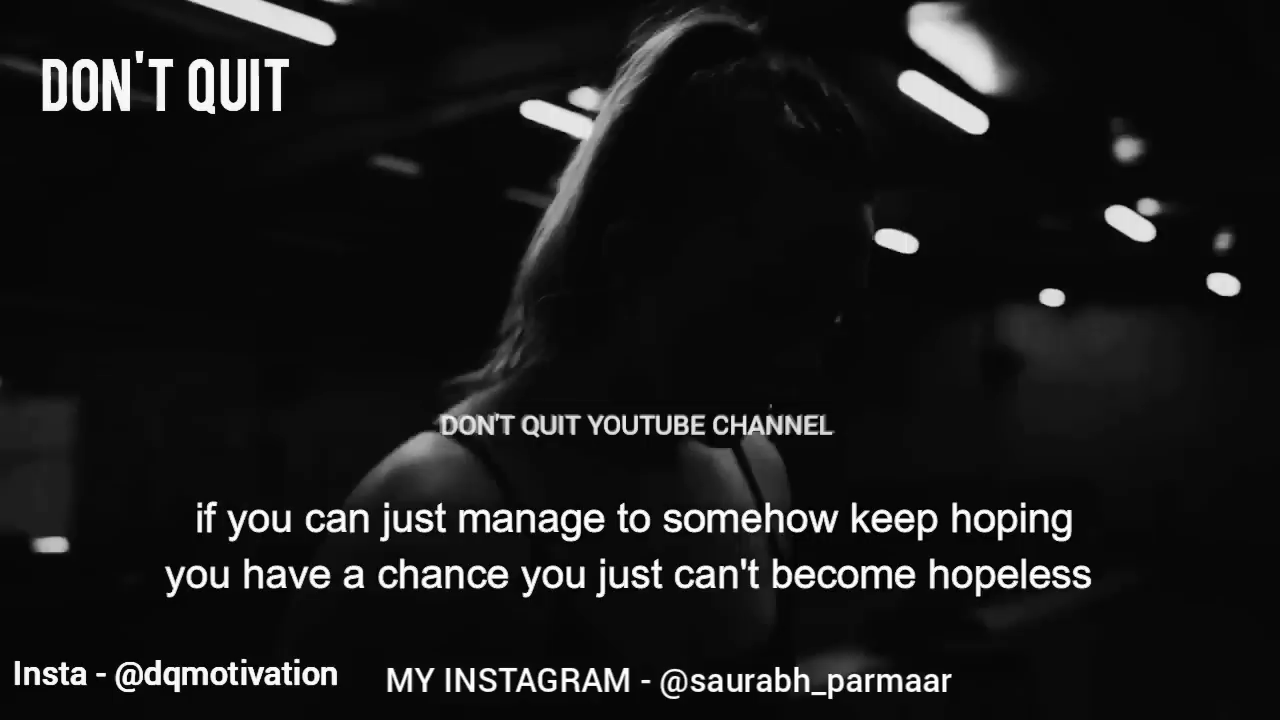 DON'T QUIT
DON'T QUIT YOUTUBE CHANNEL
if you can just manage to somehow keep hoping
you have a chance you just can't become hopeless
Insta - @dqmotivation
MY INSTAGRAM - @saurabh_parmaar